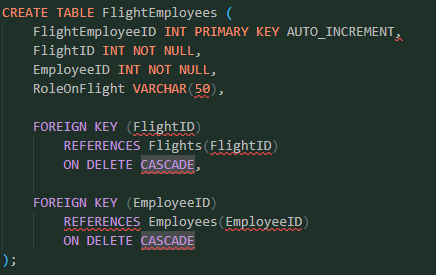 CREATE TABLE FlightEmployees (
FlightEmployeeID INT PRIMARY KEY AUTO_INCREMENT,
FlightID INT NOT NULL,
EmployeeID INT NOT NULL,
RoleOnFlight VARCHAR(50),
FOREIGN KEY (FlightID)
REFERENCES Flights(FlightID)
ON DELETE CASCADE,
FOREIGN KEY (EmployeeID)
REFERENCES Employees(EmployeeID)
ON DELETE CASCADE
);